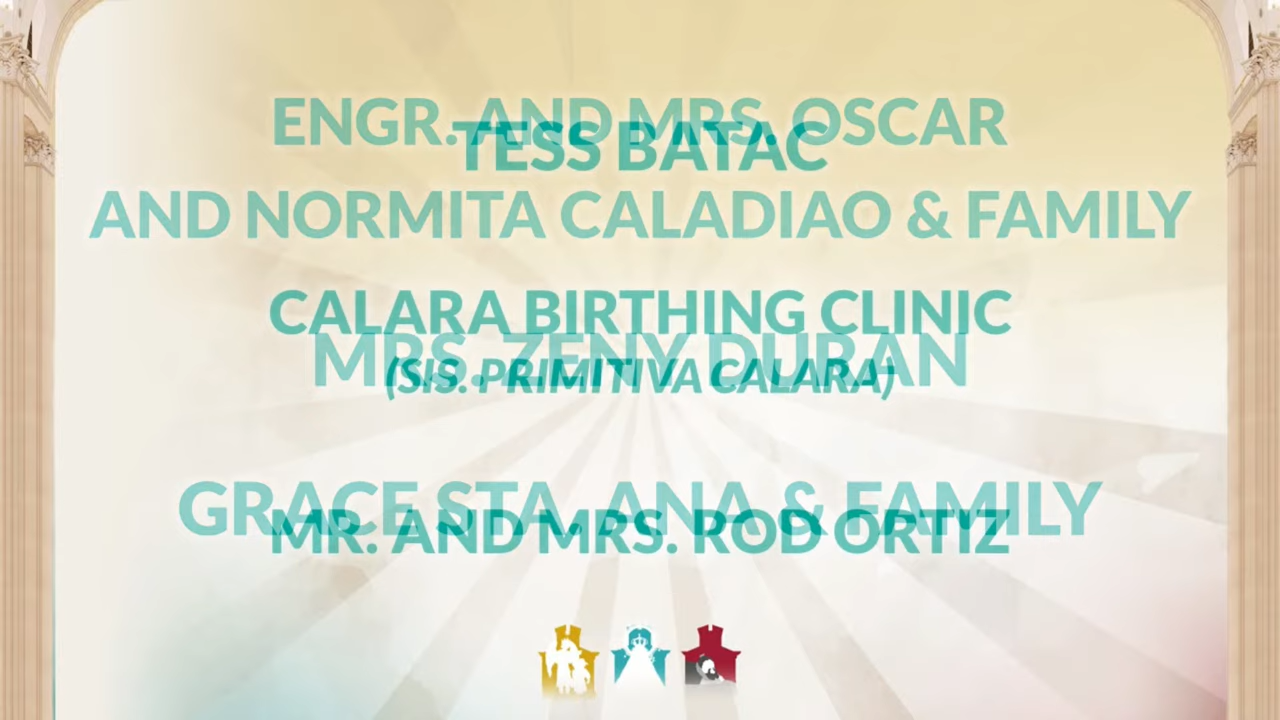 ENGR. AND MRS. OSCAR
TESS BATAC
AND NORMITA CALADIAO & FAMILY
CALARA BIRTHING CLINIC
MRS. ZENY DURAN
(SIS. PRIMITIVA CALARA)
GRACE STA. ANA & FAMILY
MR. AND MRS. ROD ORTIZ